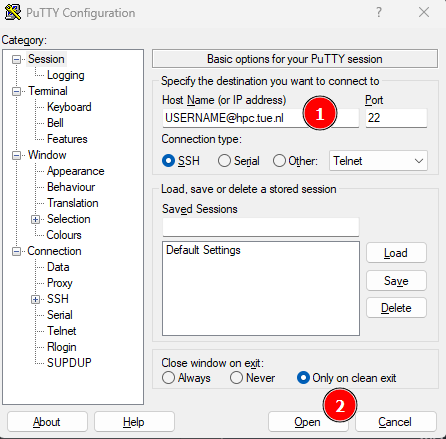 PuTTY Configuration ? ×
Category:
Session
Logging
Terminal
Keyboard
Bell
Features
Window
Appearance
Behaviour
Translation
Selection
Colours
Connection
Data
Proxy
SSH
Serial
Telnet
Rlogin
SUPDUP
Basic options for your PuTTY session
Specify the destination you want to connect to
Host Name (or IP address) Port
USERNAME@hpc.tue.nl 1 22
Connection type:
SSH Serial Other: Telnet
Load, save or delete a stored session
Saved Sessions
Default Settings
Load
Save
Delete
Close window on exit:
Always Never Only on clean exit
2
About Help Open Cancel